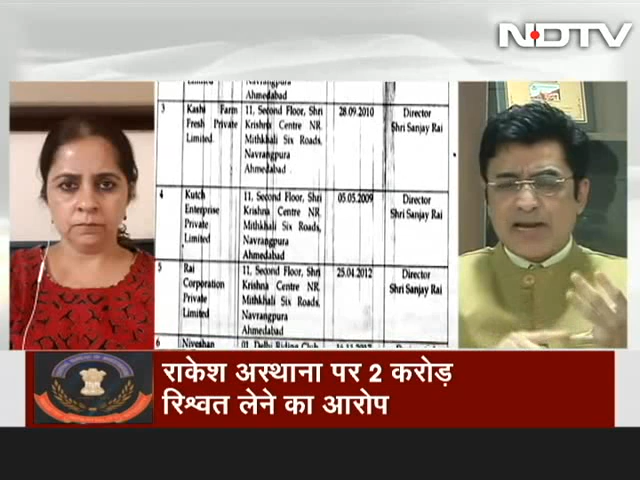 NDTV
Limited
Navrangpura
Ahmedabad
3 Kashi Farm Fresh Private Limited
11, Second Floor, Shri Krishna Centre NR. Mithkhali Six Roads, Navrangpura Ahmedabad
28.09.2010
Director Shri Sanjay Rai
4 Kutch Enterprise Private Limited
11, Second Floor, Shri Krishna Centre NR. Mithkhali Six Roads, Navrangpura Ahmedabad
05.05.2009
Director Shri Sanjay Rai
5 Rai Corporation Private Limited
11, Second Floor, Shri Krishna Centre NR. Mithkhali Six Roads, Navrangpura Ahmedabad
25.04.2012
Director Shri Sanjay Rai
6 Niveshan
01, Delhi Riding Club
राकेश अस्थाना पर 2 करोड़
रिश्वत लेने का आरोप